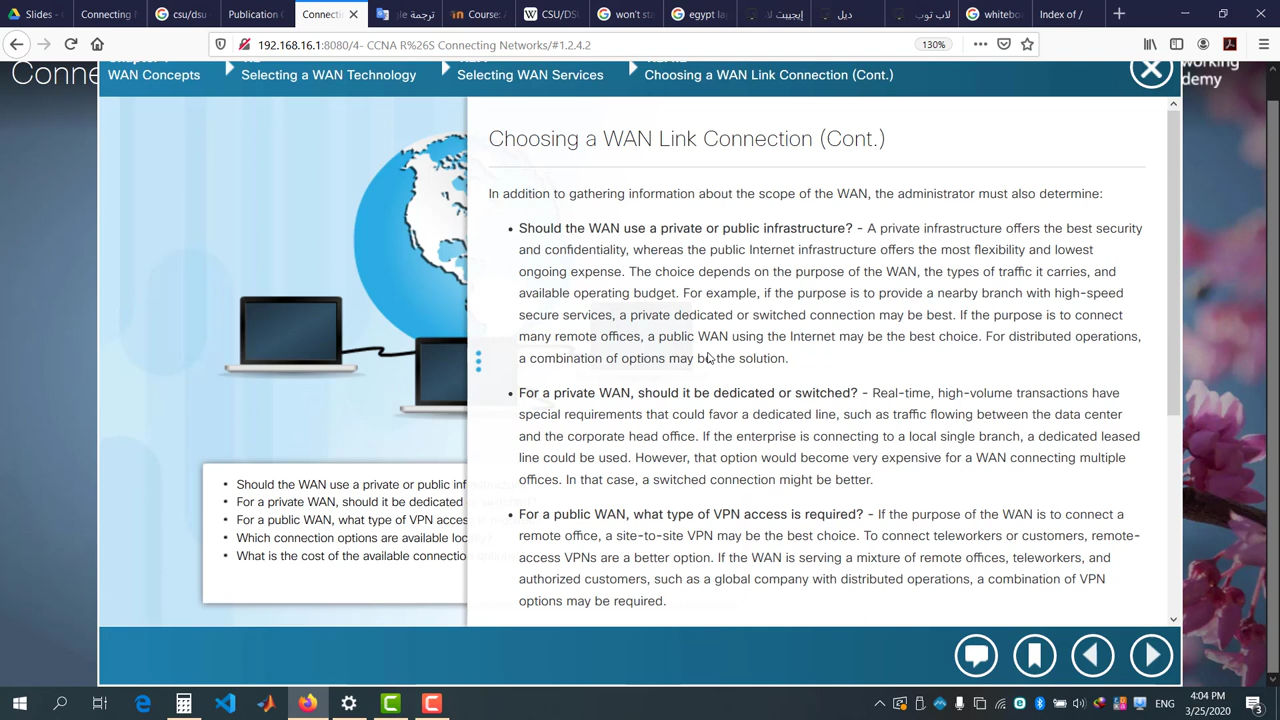 Slides -
Connecting N
csu/dsu
Publication
Connecti
ترجمة
Course:
CSU/DSU
won't st
egypt la
إيجيبت لا
ديل
لاب توب
whitebo
Index of /
192.168.16.1:8080/4- CCNA R%26S Connecting Networks/#1.2.4.2
130%
Conne
WAN Concepts
Selecting a WAN Technology
Selecting WAN Services
Choosing a WAN Link Connection (Cont.)
working
demy
Choosing a WAN Link Connection (Cont.)
In addition to gathering information about the scope of the WAN, the administrator must also determine:
• Should the WAN use a private or public infrastructure? - A private infrastructure offers the best security
and confidentiality, whereas the public Internet infrastructure offers the most flexibility and lowest
ongoing expense. The choice depends on the purpose of the WAN, the types of traffic it carries, and
available operating budget. For example, if the purpose is to provide a nearby branch with high-speed
secure services, a private dedicated or switched connection may be best. If the purpose is to connect
many remote offices, a public WAN using the Internet may be the best choice. For distributed operations,
a combination of options may be the solution.
• For a private WAN, should it be dedicated or switched? - Real-time, high-volume transactions have
special requirements that could favor a dedicated line, such as traffic flowing between the data center
and the corporate head office. If the enterprise is connecting to a local single branch, a dedicated leased
line could be used. However, that option would become very expensive for a WAN connecting multiple
offices. In that case, a switched connection might be better.
• For a public WAN, what type of VPN access is required? - If the purpose of the WAN is to connect a
remote office, a site-to-site VPN may be the best choice. To connect teleworkers or customers, remote-
access VPNs are a better option. If the WAN is serving a mixture of remote offices, teleworkers, and
authorized customers, such as a global company with distributed operations, a combination of VPN
options may be required.
• Should the WAN use a private or public inf
• For a private WAN, should it be dedicated
• For a public WAN, what type of VPN access
• Which connection options are available locally?
• What is the cost of the available connection
ENG
4:04 PM
3/25/2020
3